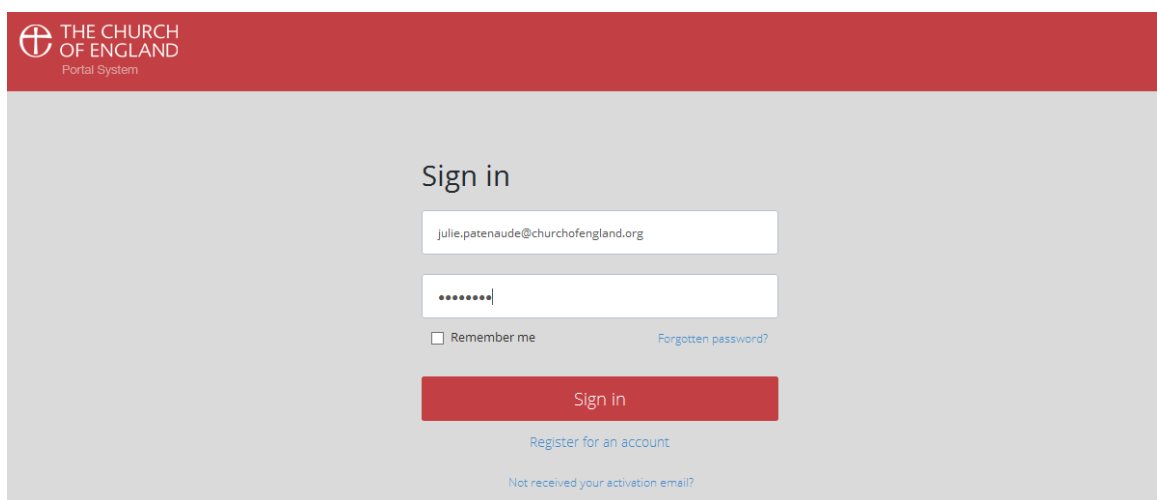 THE CHURCH
OF ENGLAND
Portal System
Sign in
julie.patenaude@churchofengland.org
••••••••
Remember me
Forgotten password?
Sign in
Register for an account
Not received your activation email?